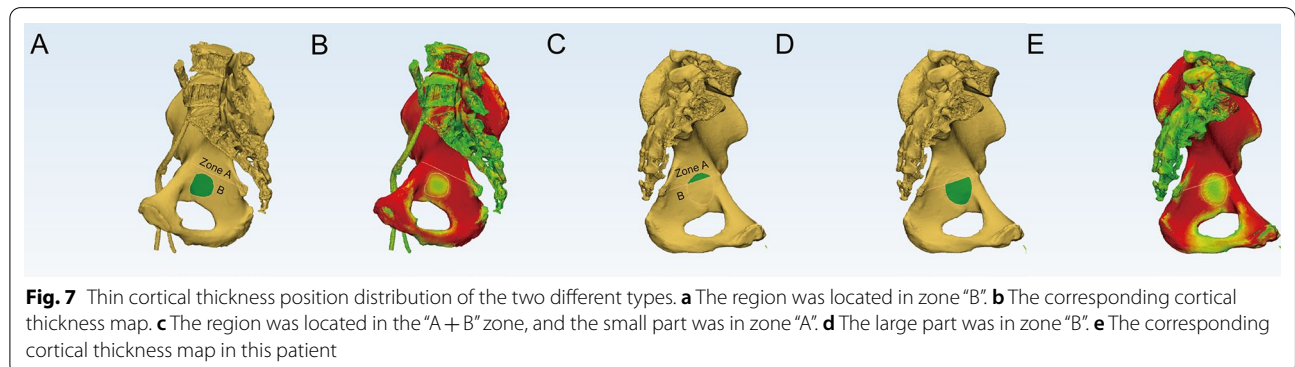 A B C D E
Zone A
B
Zone A
B
Fig. 7 Thin cortical thickness position distribution of the two different types. a The region was located in zone “B”. b The corresponding cortical
thickness map. c The region was located in the “A + B” zone, and the small part was in zone “A”. d The large part was in zone “B”. e The corresponding
cortical thickness map in this patient